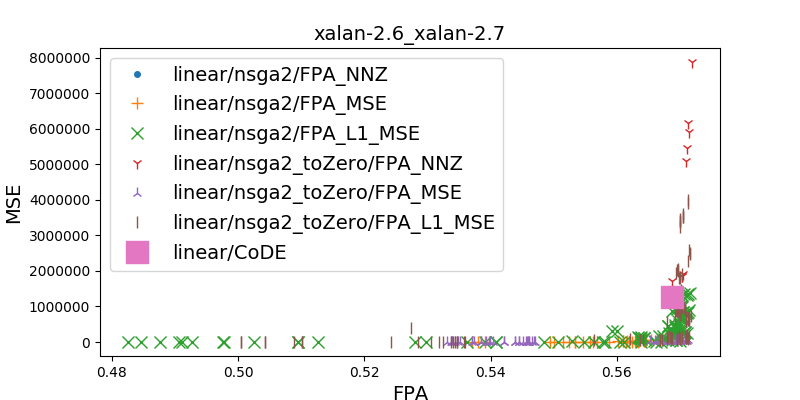 xalan-2.6_xalan-2.7
MSE
8000000
7000000
6000000
5000000
4000000
3000000
2000000
1000000
0
linear/nsga2/FPA_NNZ
linear/nsga2/FPA_MSE
linear/nsga2/FPA_L1_MSE
linear/nsga2_toZero/FPA_NNZ
linear/nsga2_toZero/FPA_MSE
linear/nsga2_toZero/FPA_L1_MSE
linear/CoDE
0.48 0.50 0.52 0.54 0.56
FPA